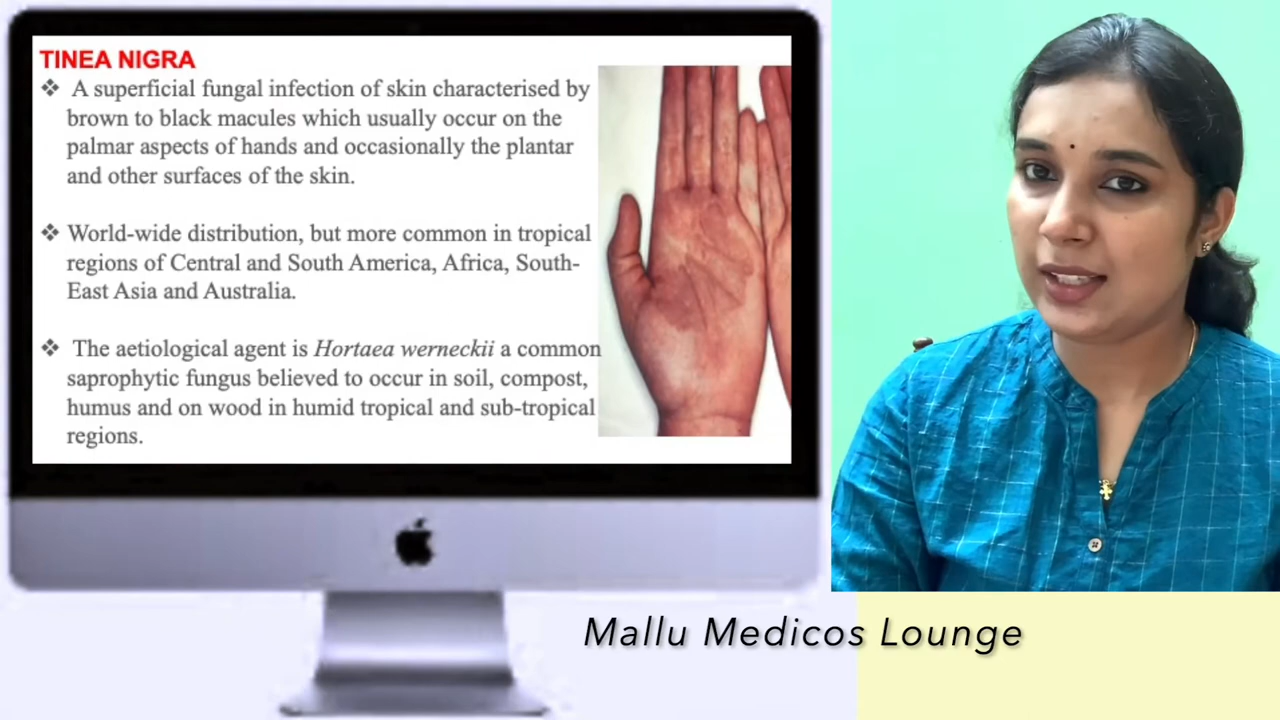 TINEA NIGRA
❖ A superficial fungal infection of skin characterised by
brown to black macules which usually occur on the
palmar aspects of hands and occasionally the plantar
and other surfaces of the skin.
❖ World-wide distribution, but more common in tropical
regions of Central and South America, Africa, South-
East Asia and Australia.
❖ The aetiological agent is Hortaea werneckii a common
saprophytic fungus believed to occur in soil, compost,
humus and on wood in humid tropical and sub-tropical
regions.
Mallu Medicos Lounge